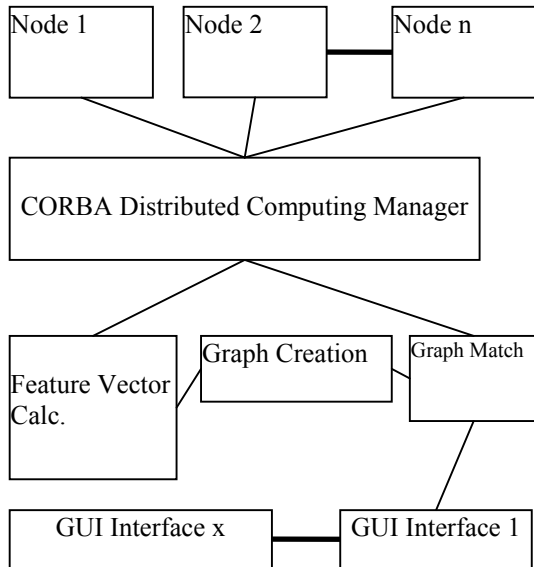 Node 1
Node 2
Node n
CORBA Distributed Computing Manager
Feature Vector
Calc.
Graph Creation
Graph Match
GUI Interface x
GUI Interface 1